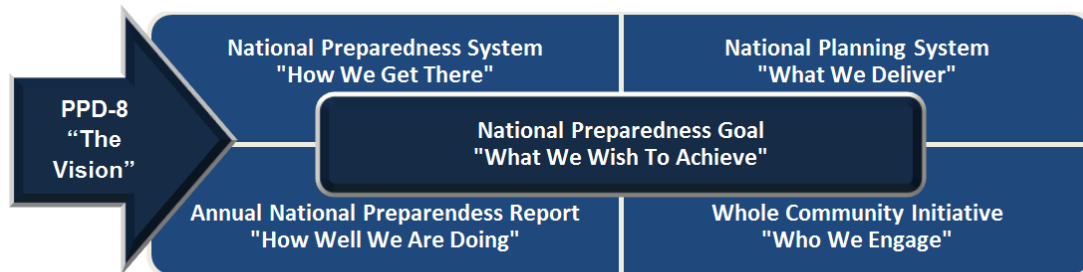 PPD-8
“The
Vision”
National Preparedness System
"How We Get There"
National Planning System
"What We Deliver"
National Preparedness Goal
"What We Wish To Achieve"
Annual National Preparendess Report
"How Well We Are Doing"
Whole Community Initiative
"Who We Engage"